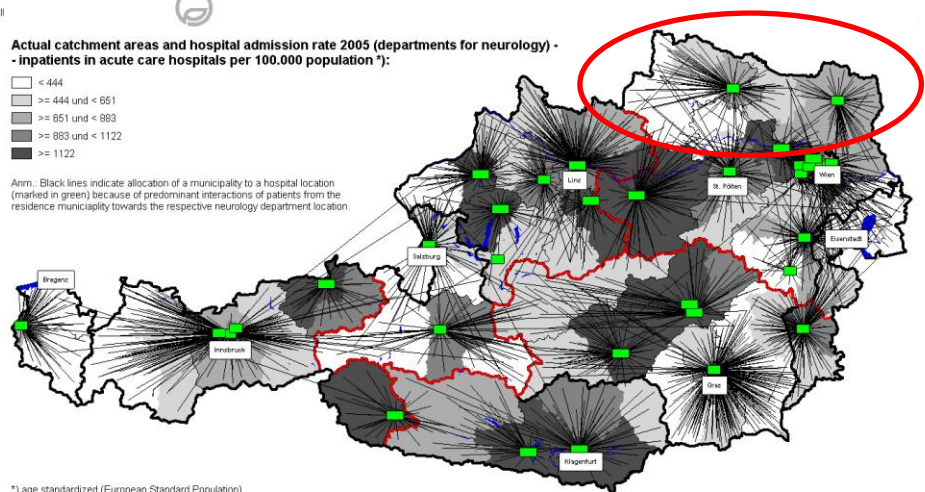 Actual catchment areas and hospital admission rate 2005 (departments for neurology) -
- inpatients in acute care hospitals per 100.000 population *):
< 444
>= 444 und < 651
>= 651 und < 883
>= 883 und < 1122
>= 1122
Anm.: Black lines indicate allocation of a municipality to a hospital location
(marked in green) because of predominant interactions of patients from the
residence municiaplity towards the respective neurology department location.
Linz
St. Pölten
Wien
Eisenstadt
Salzburg
Bregenz
Innsbruck
Graz
Klagenfurt
*) age standardized (European Standard Population)